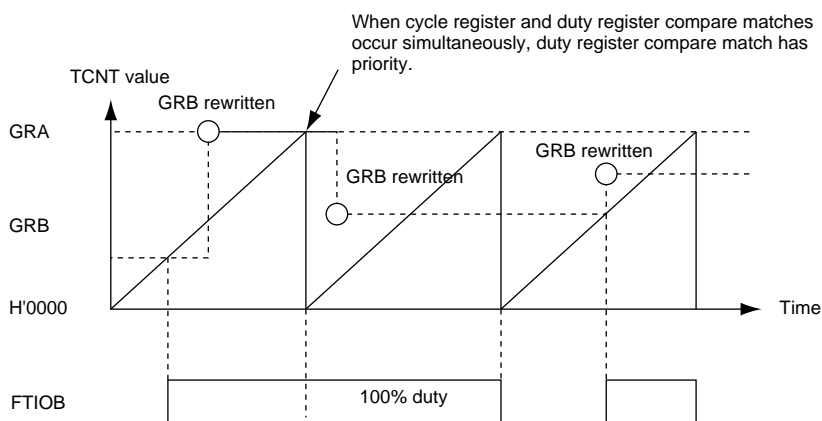 When cycle register and duty register compare matches
occur simultaneously, duty register compare match has
priority.
TCNT value
GRB rewritten
GRA
GRB rewritten
GRB rewritten
GRB
H'0000
Time
FTIOB
100% duty